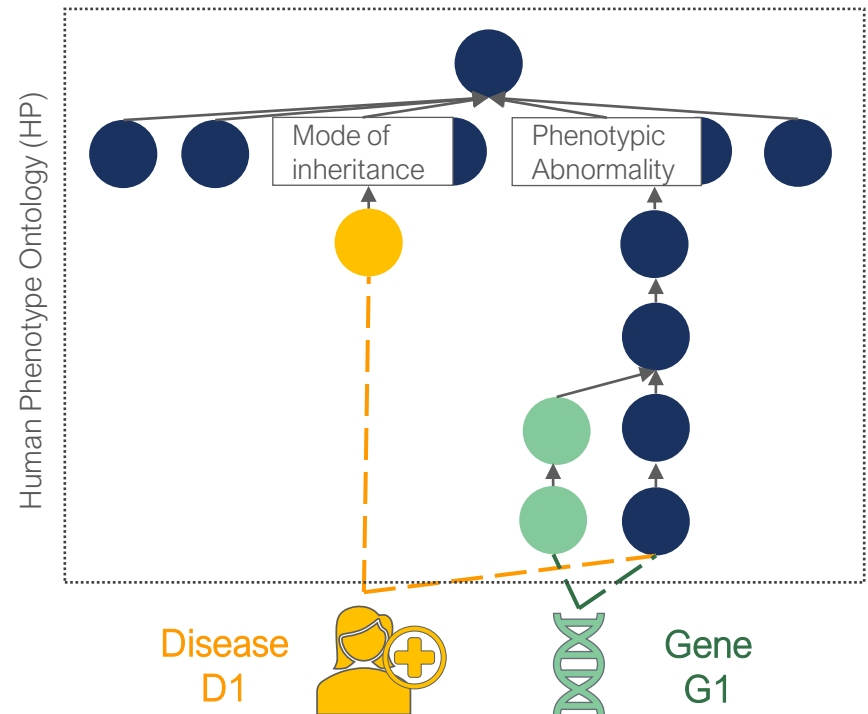 Human Phenotype Ontology (HP)
Mode of
inheritance
Phenotypic
Abnormality
Disease
D1
Gene
G1